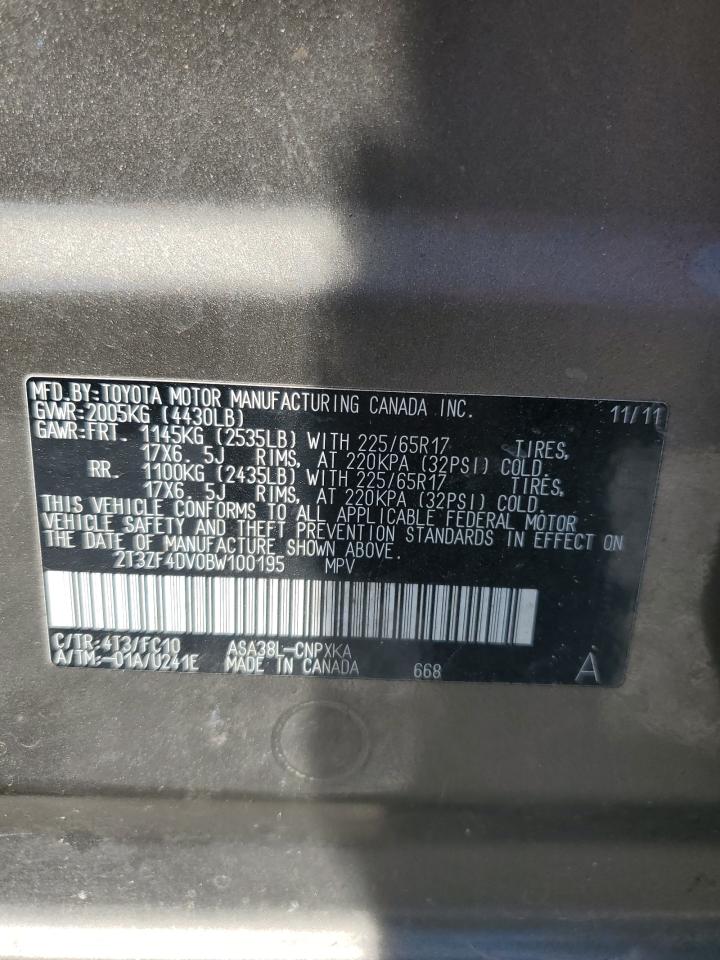 MFD.BY:TOYOTA MOTOR MANUFACTURING CANADA INC. 11/11
GVWR:2005KG (4430LB)
GAWR:FRT. 1145KG (2535LB) WITH 225/65R17 TIRES,
17X6. 5J RIMS, AT 220KPA (32PSI) COLD.
RR. 1100KG (2435LB) WITH 225/65R17 TIRES,
17X6. 5J RIMS, AT 220KPA (32PSI) COLD.
THIS VEHICLE CONFORMS TO ALL APPLICABLE FEDERAL MOTOR
VEHICLE SAFETY AND THEFT PREVENTION STANDARDS IN EFFECT ON
THE DATE OF MANUFACTURE SHOWN ABOVE.
2T3ZF4DV0BW100195 MPV
C/TR:4T3/FC10 ASA38L-CNPXKA
A/TM:-01A/U241E MADE IN CANADA 668 A